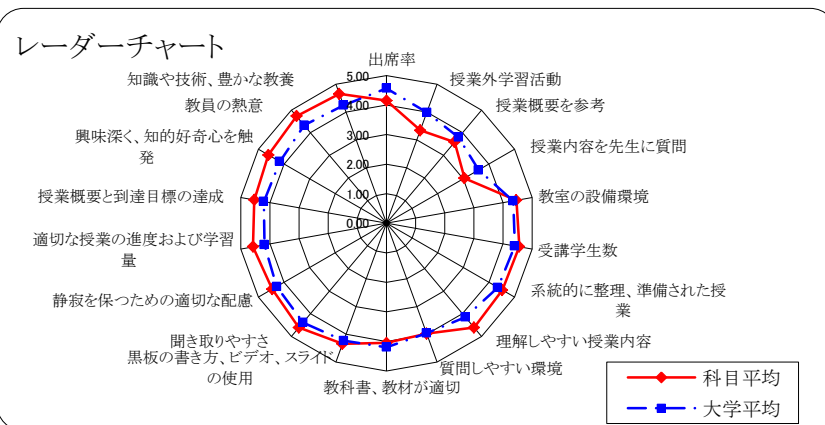 レーダーチャート
出席率
授業外学習活動
授業概要を参考
授業内容を先生に質問
教室の設備環境
受講学生数
系統的に整理、準備された授
業
理解しやすい授業内容
質問しやすい環境
教科書、教材が適切
黒板の書き方、ビデオ、スライド
の使用
聞き取りやすさ
静寂を保つための適切な配慮
適切な授業の進度および学習
量
授業概要と到達目標の達成
興味深く、知的好奇心を触
発
教員の熱意
知識や技術、豊かな教養
5.00
4.00
3.00
2.00
1.00
0.00
科目平均
大学平均